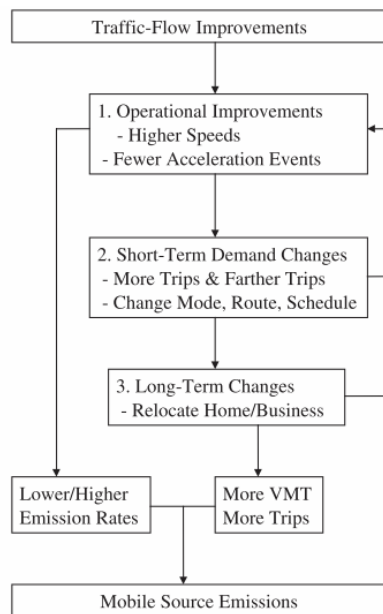 Traffic-Flow Improvements
1. Operational Improvements
- Higher Speeds
- Fewer Acceleration Events
2. Short-Term Demand Changes
- More Trips & Farther Trips
- Change Mode, Route, Schedule
3. Long-Term Changes
- Relocate Home/Business
Lower/Higher
Emission Rates
More VMT
More Trips
Mobile Source Emissions